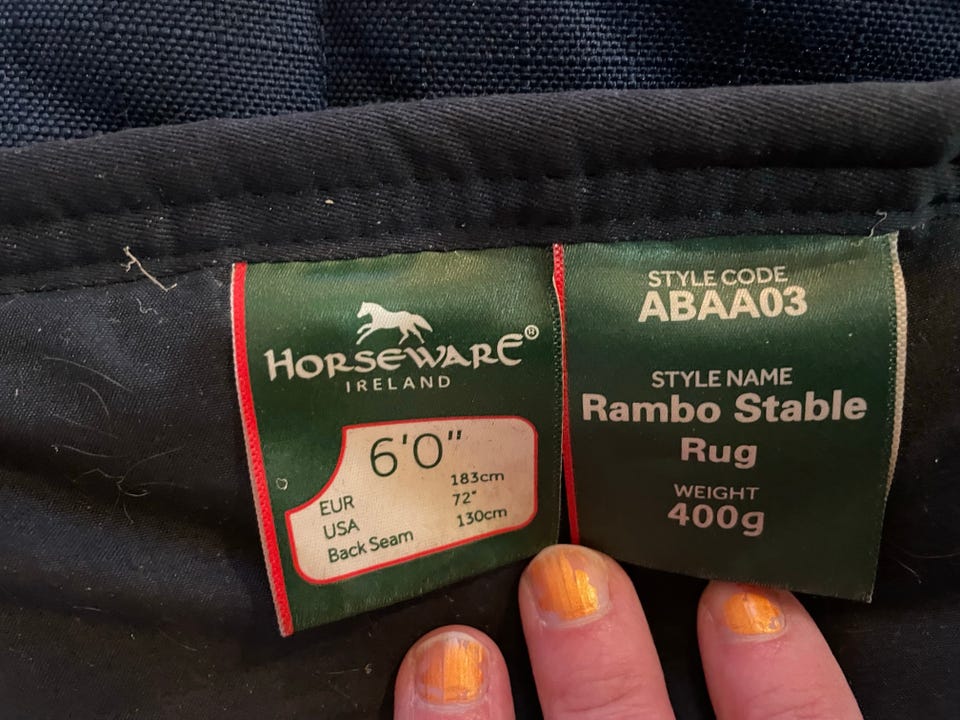 HORSEWARE®
IRELAND
6'0"
EUR 183cm
USA 72"
Back Seam 130cm
STYLE CODE
ABAA03
STYLE NAME
Rambo Stable
Rug
WEIGHT
400g